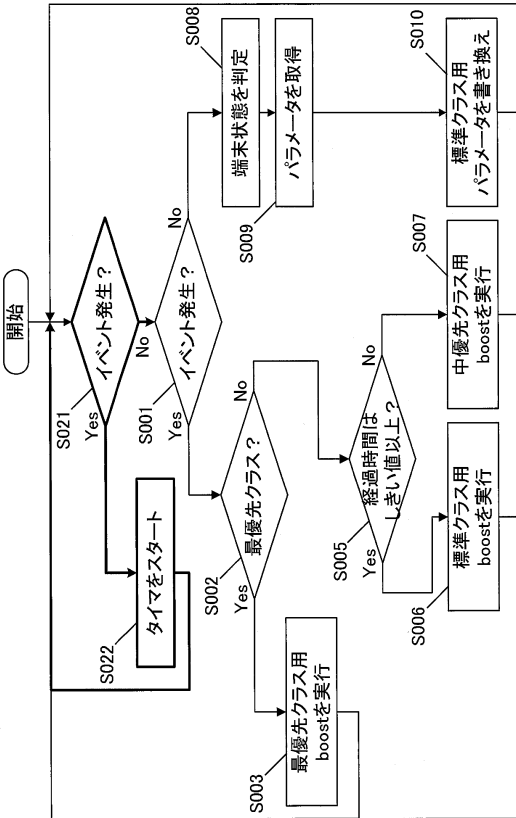 開始
S021
イベント発生？
Yes
No
S022
タイマをスタート
S001
イベント発生？
Yes
No
S002
最優先クラス？
Yes
No
S003
最優先クラス用
boostを実行
S005
経過時間は
しきい値以上？
Yes
No
S006
標準クラス用
boostを実行
S007
中優先クラス用
boostを実行
S008
端末状態を判定
S009
パラメータを取得
S010
標準クラス用
パラメータを書き換え